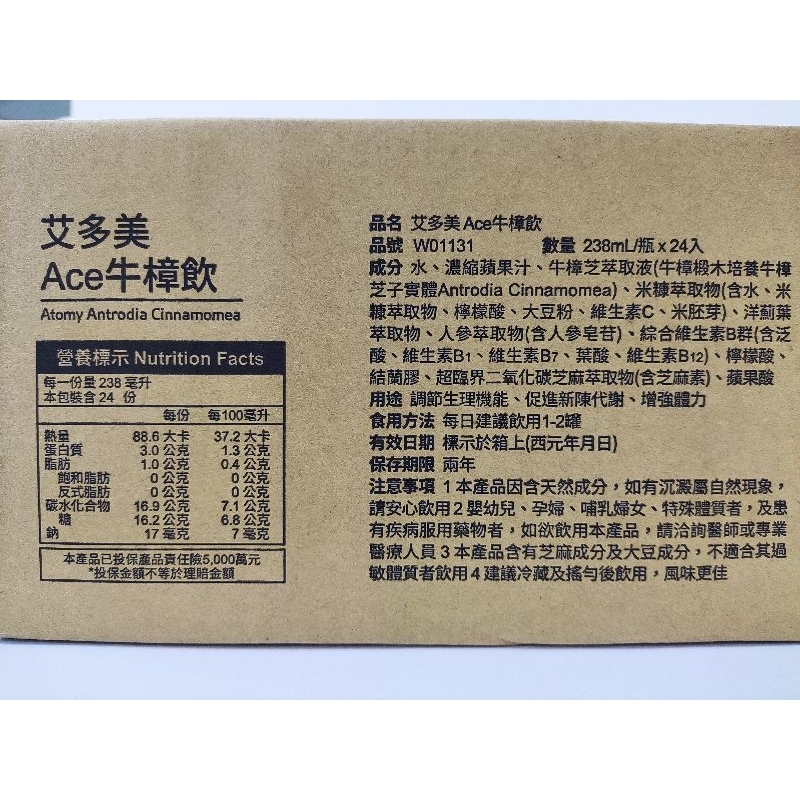 艾多美
Ace牛樟飲
Atomy Antrodia Cinnamomea
營養標示 Nutrition Facts
每一份量 238 毫升
本包裝含 24 份
每份 每100毫升
熱量 88.6 大卡 37.2 大卡
蛋白質 3.0 公克 1.3 公克
脂肪 1.0 公克 0.4 公克
飽和脂肪 0 公克 0 公克
反式脂肪 0 公克 0 公克
碳水化合物 16.9 公克 7.1 公克
糖 16.2 公克 6.8 公克
鈉 17 毫克 7 毫克
本產品已投保產品責任險5,000萬元
*投保金額不等於理賠金額
品名 艾多美 Ace牛樟飲
品號 W01131 數量 238mL/瓶 x 24入
成分 水、濃縮蘋果汁、牛樟芝萃取液(牛樟椴木培養牛樟
芝子實體Antrodia Cinnamomea)、米糠萃取物(含水、米
糠萃取物、檸檬酸、大豆粉、維生素C、米胚芽)、洋薊葉
萃取物、人參萃取物(含人參皂苷)、綜合維生素B群(含泛
酸、維生素B1、維生素B7、葉酸、維生素B12)、檸檬酸、
結蘭膠、超臨界二氧化碳芝麻萃取物(含芝麻素)、蘋果酸
用途 調節生理機能、促進新陳代謝、增強體力
食用方法 每日建議飲用1-2罐
有效日期 標示於箱上(西元年月日)
保存期限 兩年
注意事項 1 本產品因含天然成分，如有沉澱屬自然現象，
請安心飲用 2 嬰幼兒、孕婦、哺乳婦女、特殊體質者，及患
有疾病服用藥物者，如欲飲用本產品，請洽詢醫師或專業
醫療人員 3 本產品含有芝麻成分及大豆成分，不適合其過
敏體質者飲用 4 建議冷藏及搖勻後飲用，風味更佳